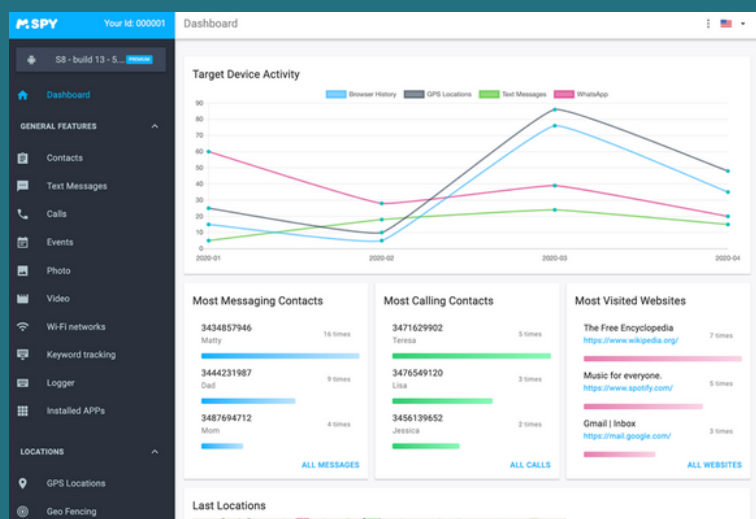 mSPY
Your Id: 000001
Dashboard
S8 - build 13 - 5... PREMIUM
Dashboard
GENERAL FEATURES
Contacts
Text Messages
Calls
Events
Photo
Video
Wi-Fi networks
Keyword tracking
Logger
Installed APPs
LOCATIONS
GPS Locations
Geo Fencing
Target Device Activity
Browser History GPS Locations Text Messages WhatsApp
90
80
70
60
50
40
30
20
10
0
2020-01 2020-02 2020-03 2020-04
Most Messaging Contacts
3434857946
Matty
16 times
3444231987
Dad
9 times
3487694712
Mom
4 times
ALL MESSAGES
Most Calling Contacts
3471629902
Teresa
5 times
3476549120
Lisa
3 times
3456139652
Jessica
2 times
ALL CALLS
Most Visited Websites
The Free Encyclopedia
https://www.wikipedia.org/
7 times
Music for everyone.
https://www.spotify.com/
5 times
Gmail | Inbox
https://mail.google.com/
3 times
ALL WEBSITES
Last Locations